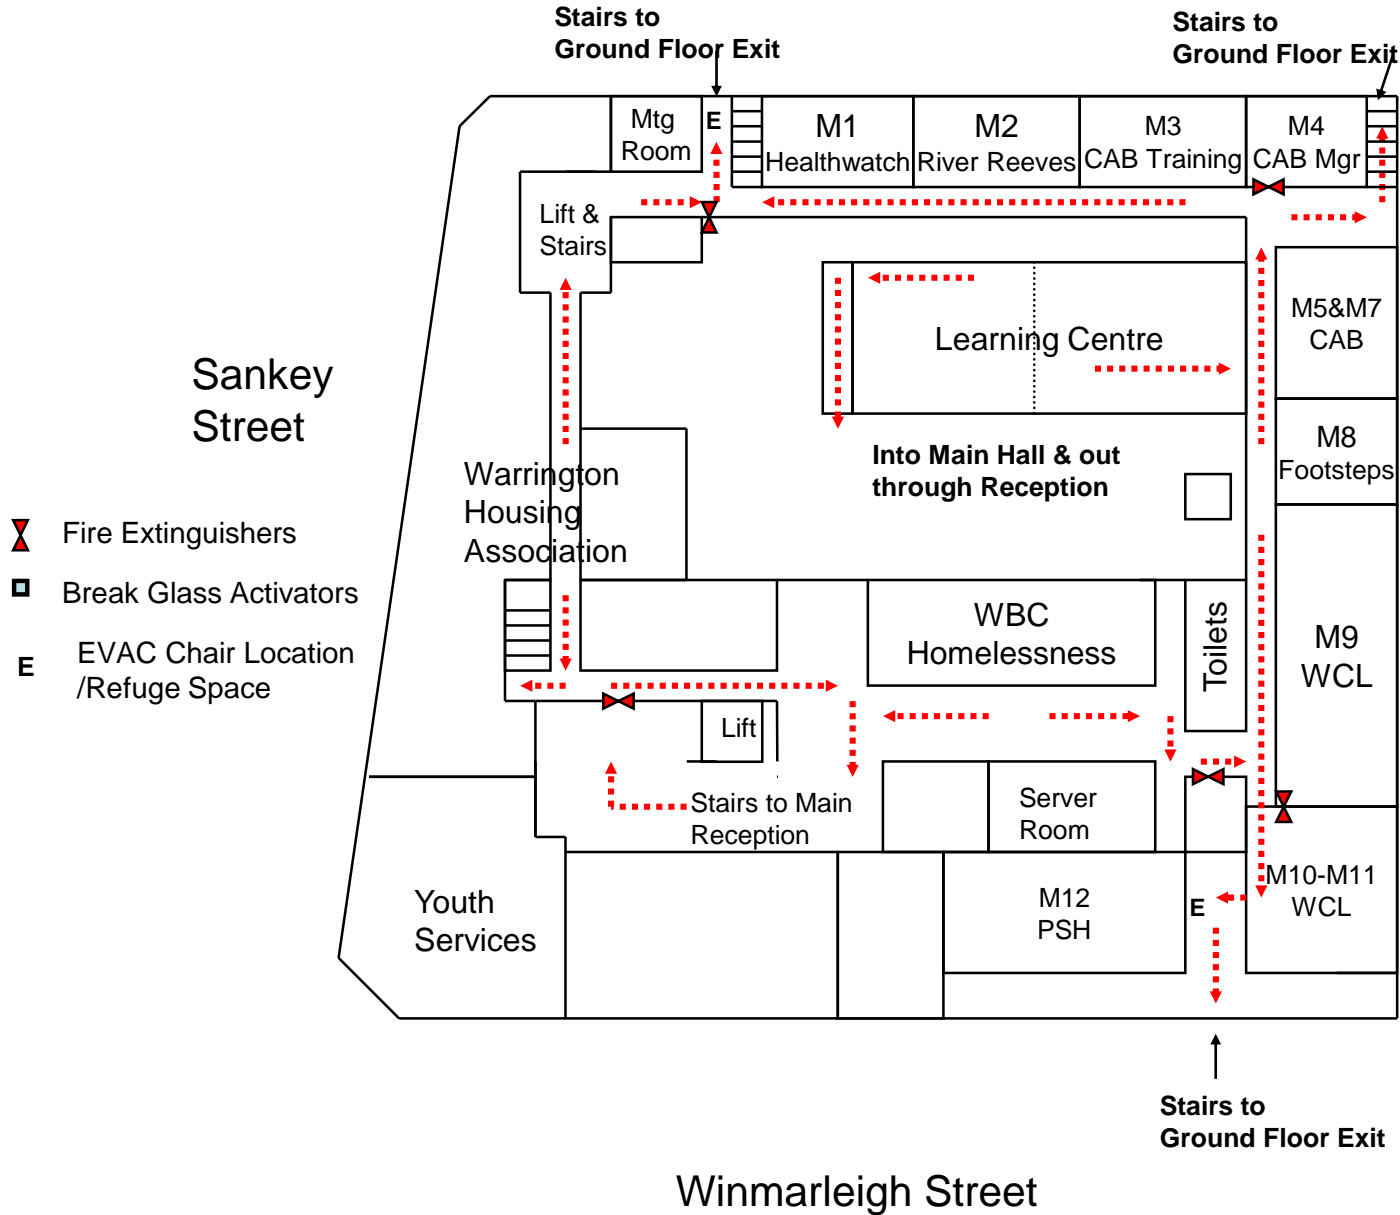 Stairs to
Ground Floor Exit
Stairs to
Ground Floor Exit
Mtg
Room
E
M1
Healthwatch
M2
River Reeves
M3
CAB Training
M4
CAB Mgr
Lift &
Stairs
Learning Centre
M5&M7
CAB
Sankey
Street
M8
Footsteps
Into Main Hall & out
through Reception
Warrington
Housing
Association
Fire Extinguishers
Break Glass Activators
E
EVAC Chair Location
/Refuge Space
WBC
Homelessness
Toilets
M9
WCL
Lift
Stairs to Main
Reception
Server
Room
Youth
Services
M12
PSH
E
M10-M11
WCL
Stairs to
Ground Floor Exit
Winmarleigh Street